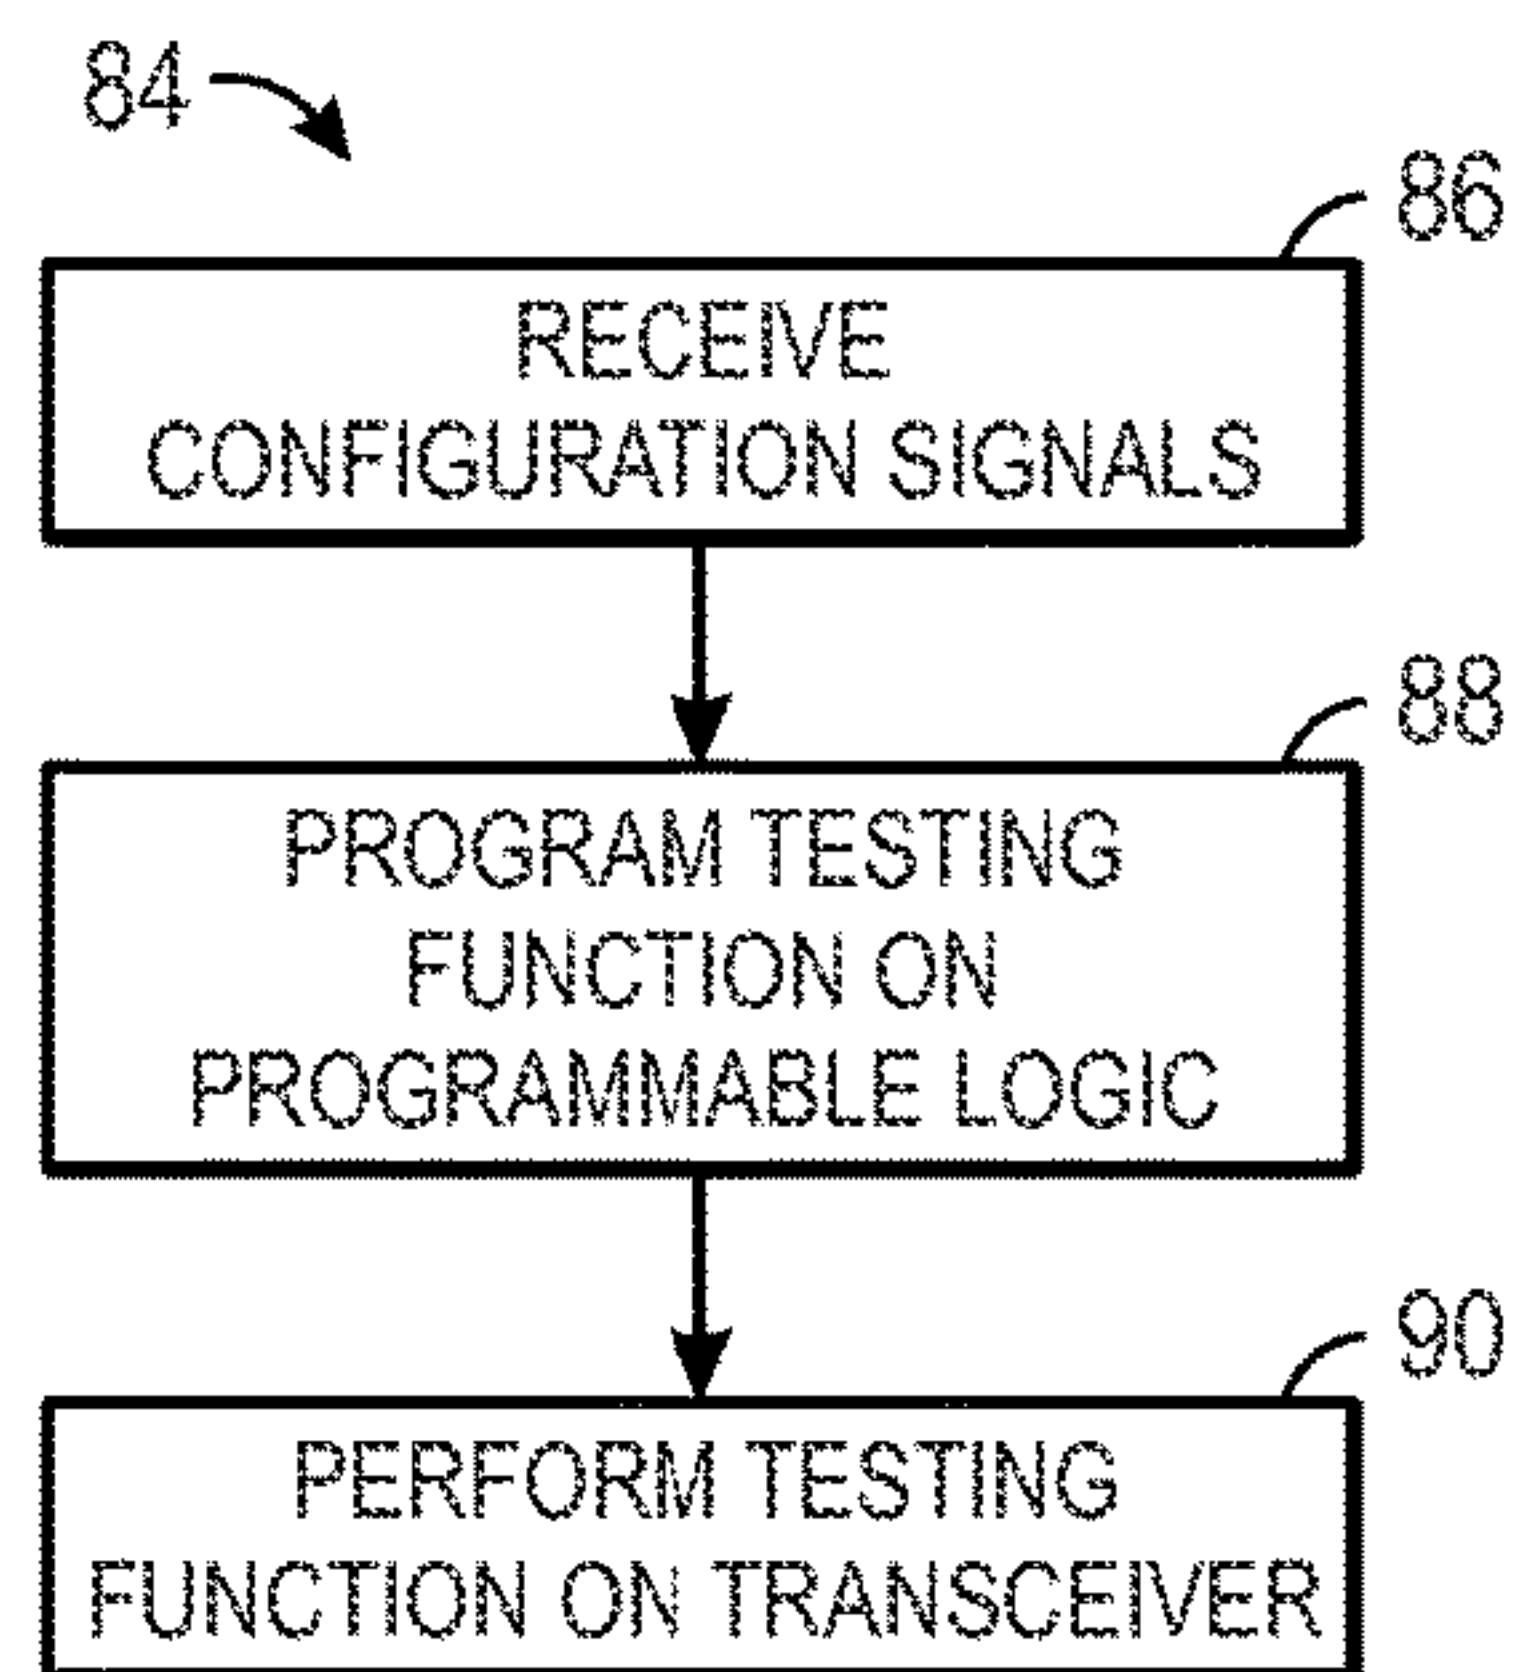 84
86
RECEIVE
CONFIGURATION SIGNALS
88
PROGRAM TESTING
FUNCTION ON
PROGRAMMABLE LOGIC
90
PERFORM TESTING
FUNCTION ON TRANSCEIVER